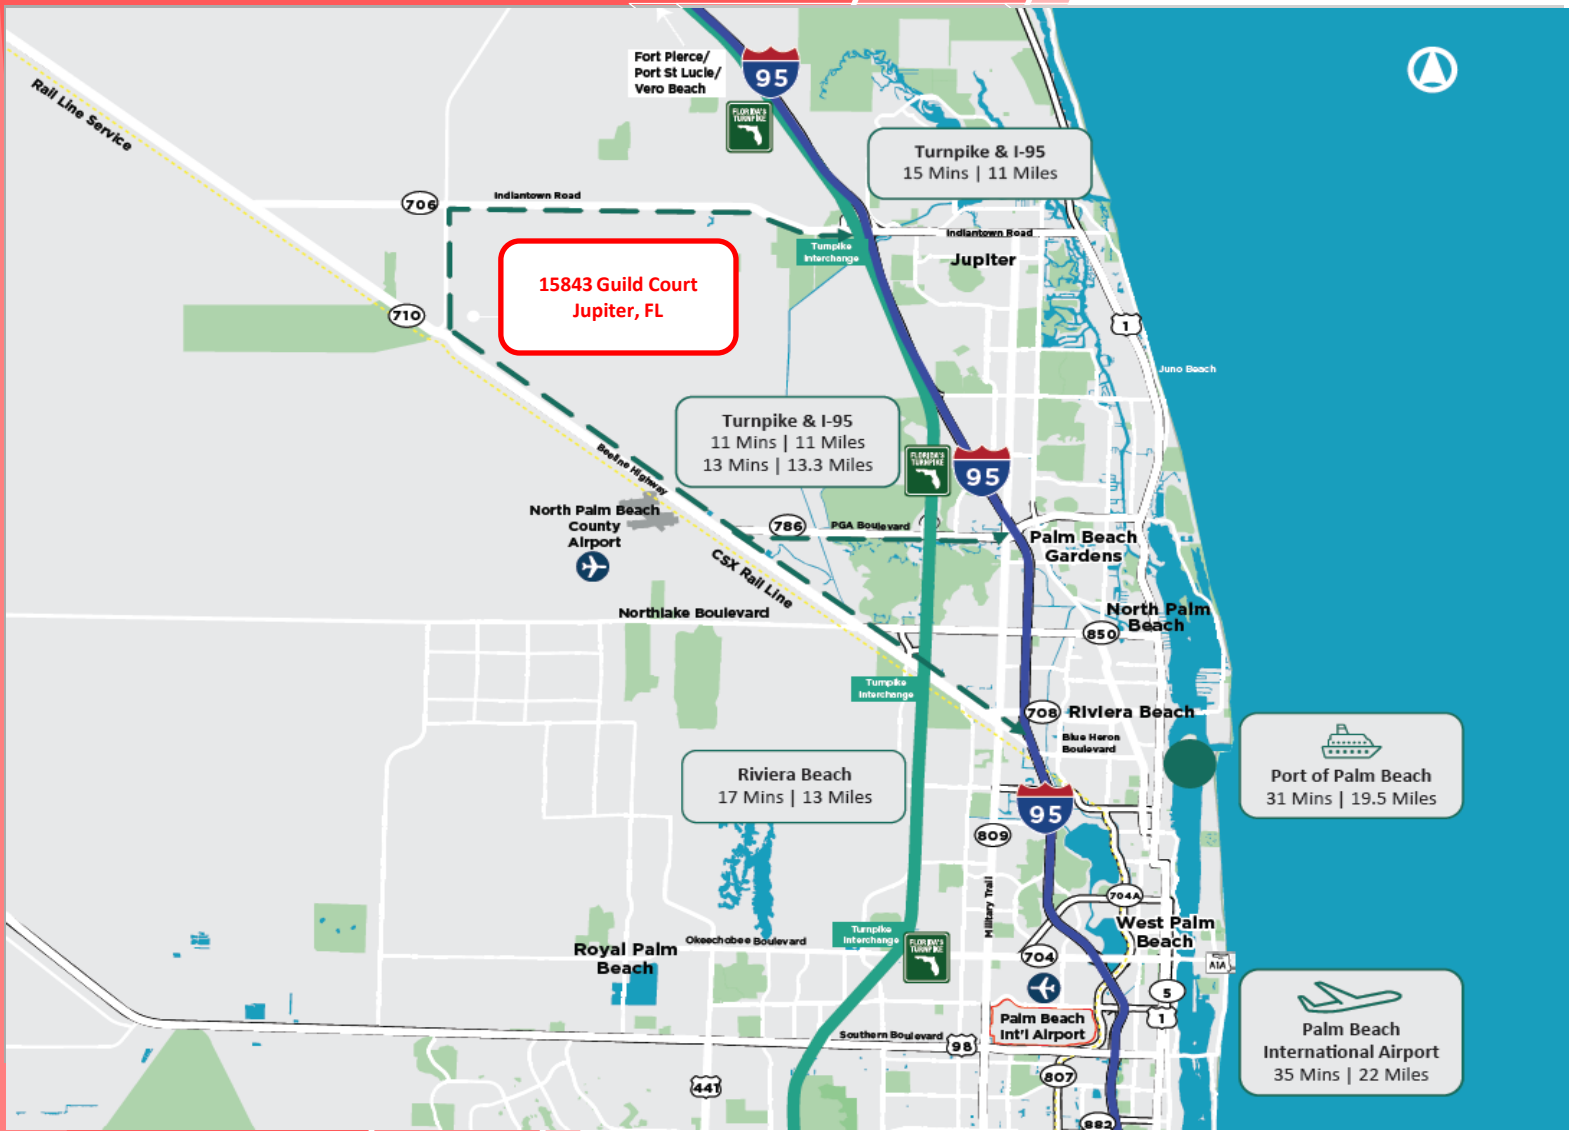 Fort Pierce/
Port St Lucie/
Vero Beach
95
FLORIDA'S
TURNPIKE
Rail Line Service
Turnpike & I-95
15 Mins | 11 Miles
706
Indiantown Road
Indiantown Road
Turnpike
Interchange
Jupiter
15843 Guild Court
Jupiter, FL
710
1
Juno Beach
Turnpike & I-95
11 Mins | 11 Miles
13 Mins | 13.3 Miles
FLORIDA'S
TURNPIKE
95
Beeline Highway
North Palm Beach
County
Airport
786
PGA Boulevard
Palm Beach
Gardens
CSX Rail Line
Northlake Boulevard
North Palm
Beach
850
Turnpike
Interchange
708
Riviera Beach
Blue Heron
Boulevard
Port of Palm Beach
31 Mins | 19.5 Miles
Riviera Beach
17 Mins | 13 Miles
95
809
Military Trail
704A
West Palm
Beach
Turnpike
Interchange
FLORIDA'S
TURNPIKE
Okeechobee Boulevard
Royal Palm
Beach
704
A1A
5
1
Palm Beach
Int'l Airport
Palm Beach
International Airport
35 Mins | 22 Miles
Southern Boulevard
98
441
807
882